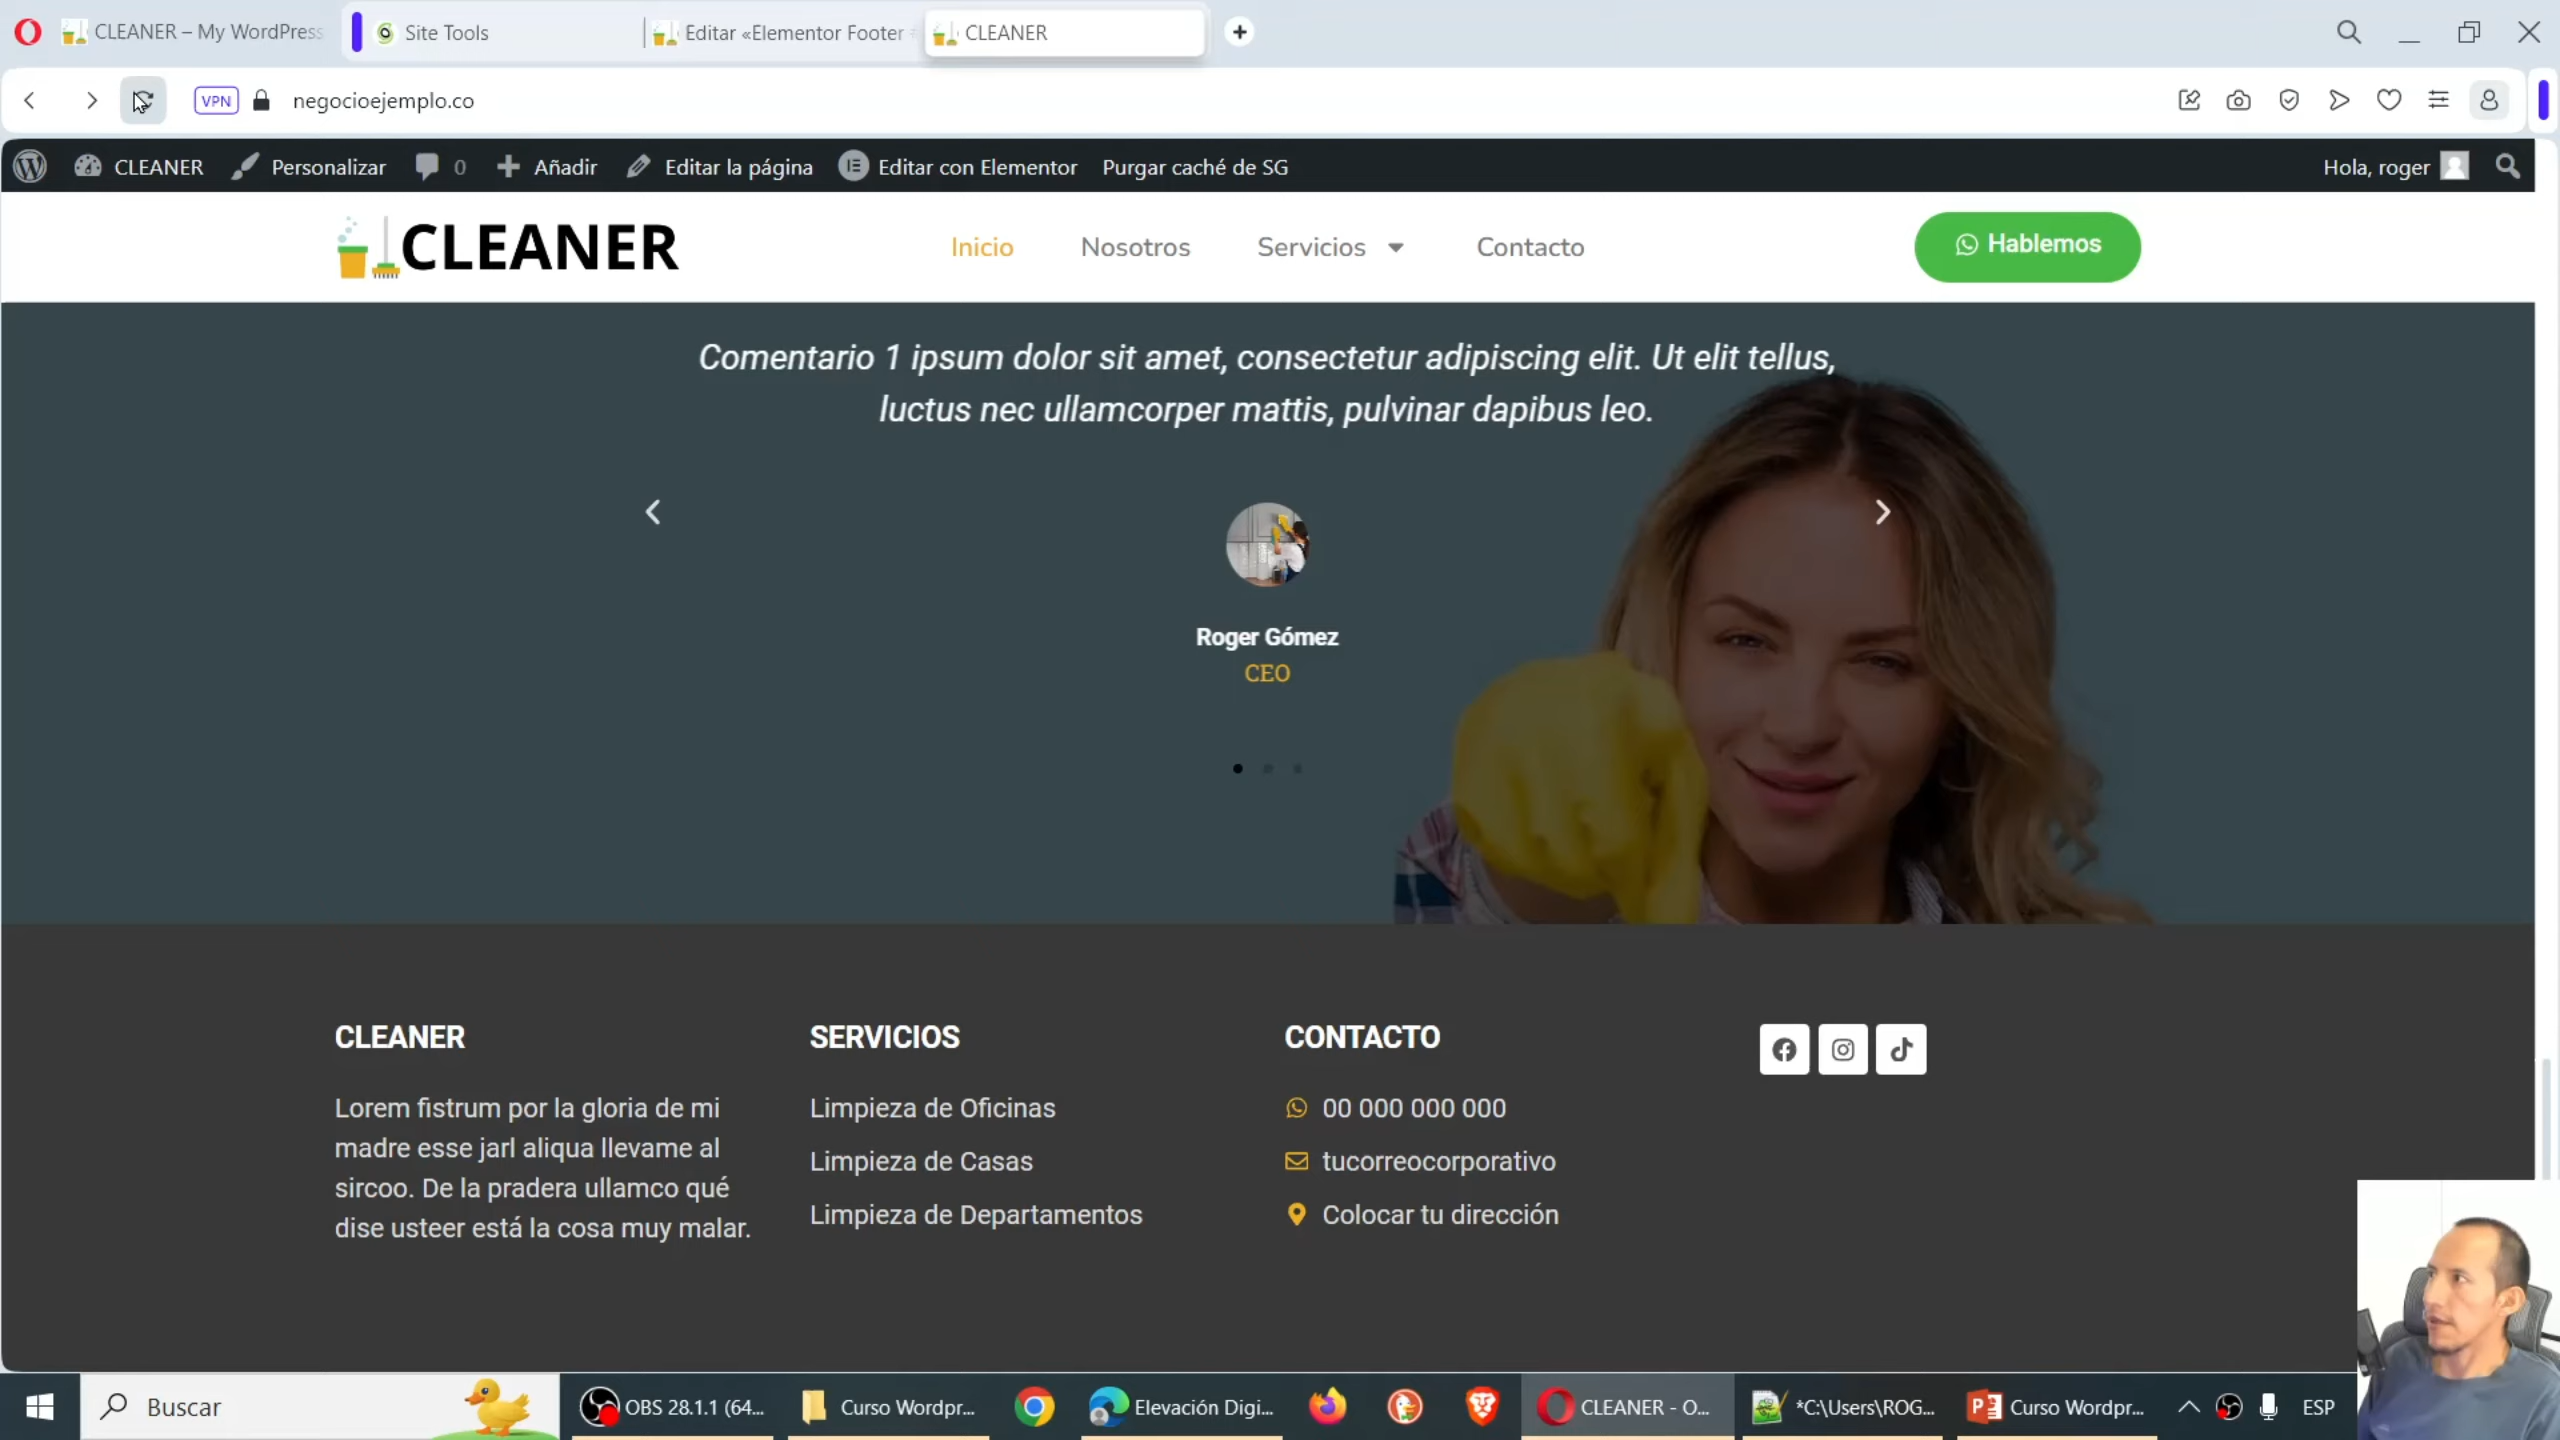 CLEANER – My WordPress
Site Tools
Editar «Elementor Footer
CLEANER
VPN
negocioejemplo.co
CLEANER
Personalizar
0
Añadir
Editar la página
Editar con Elementor
Purgar caché de SG
Hola, roger
CLEANER
Inicio
Nosotros
Servicios
Contacto
Hablemos
Comentario 1 ipsum dolor sit amet, consectetur adipiscing elit. Ut elit tellus,
luctus nec ullamcorper mattis, pulvinar dapibus leo.
Roger Gómez
CEO
CLEANER
Lorem fistrum por la gloria de mi
madre esse jarl aliqua llevame al
sircoo. De la pradera ullamco qué
dise usteer está la cosa muy malar.
SERVICIOS
Limpieza de Oficinas
Limpieza de Casas
Limpieza de Departamentos
CONTACTO
00 000 000 000
tucorreocorporativo
Colocar tu dirección
Buscar
OBS 28.1.1 (64...
Curso Wordpr...
Elevación Digi...
CLEANER - O...
*C:\Users\ROG...
Curso Wordpr...
ESP